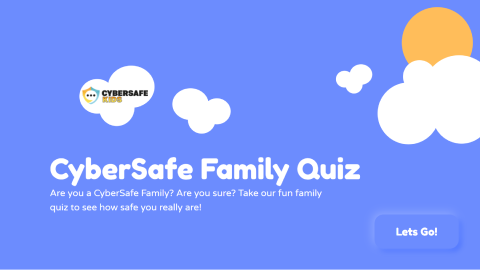 CYBERSAFE
KIDS
CyberSafe Family Quiz
Are you a CyberSafe Family? Are you sure? Take our fun family
quiz to see how safe you really are!
Lets Go!